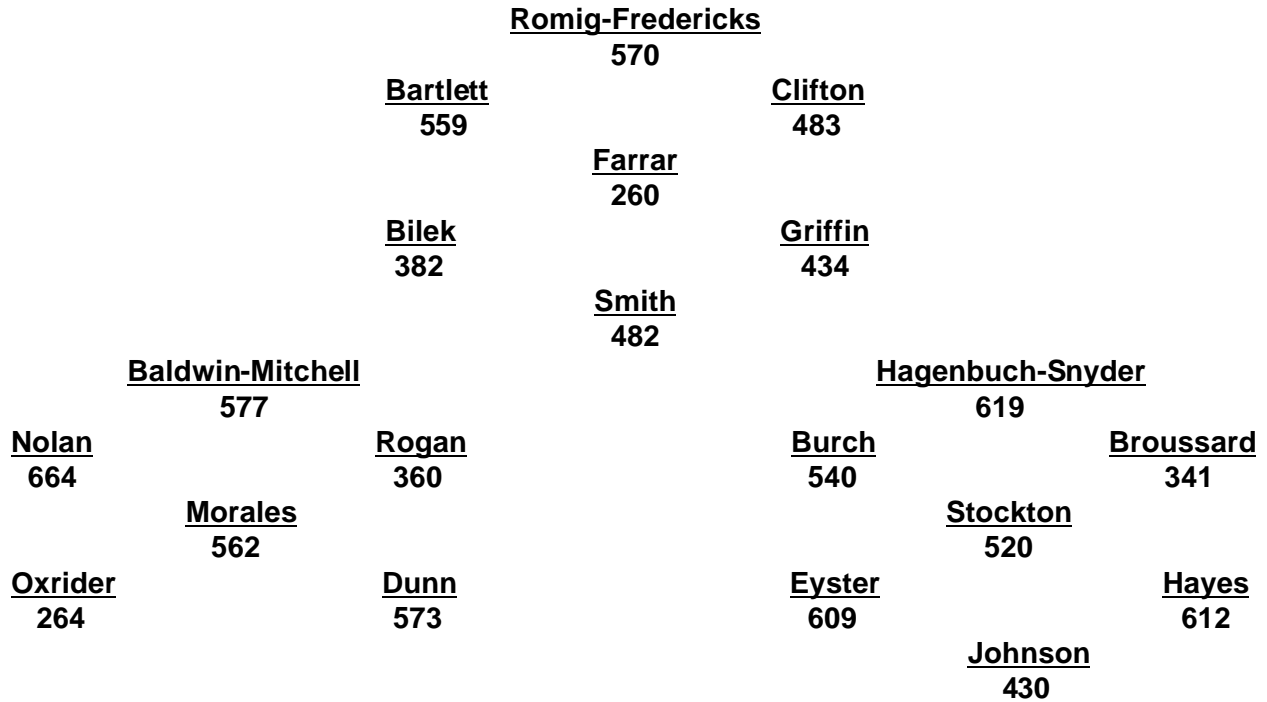 Romig-Fredericks
570
Bartlett Clifton
559 483
Farrar
260
Bilek Griffin
382 434
Smith
482
Baldwin-Mitchell Hagenbuch-Snyder
577 619
Nolan Rogan Burch Broussard
664 360 540 341
Morales Stockton
562 520
Oxrider Dunn Eyster Hayes
264 573 609 612
Johnson
430